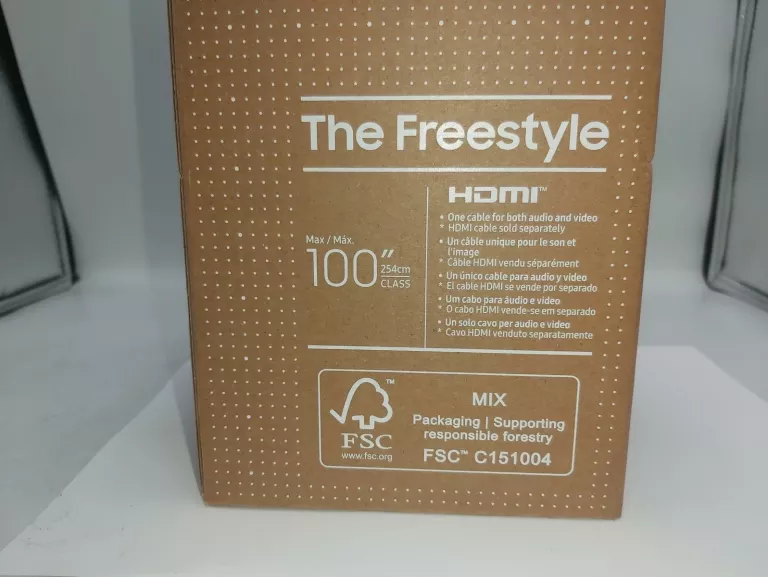 The Freestyle
Max / Máx.
100"
254cm
CLASS
HDMI™
• One cable for both audio and video
* HDMI cable sold separately
• Un câble unique pour le son et
l'image
* Câble HDMI vendu séparément
• Un único cable para audio y video
* El cable HDMI se vende por separado
• Um cabo para áudio e vídeo
* O cabo HDMI vende-se em separado
• Un solo cavo per audio e video
* Cavo HDMI venduto separatamente
™
FSC
www.fsc.org
MIX
Packaging | Supporting
responsible forestry
FSC™ C151004